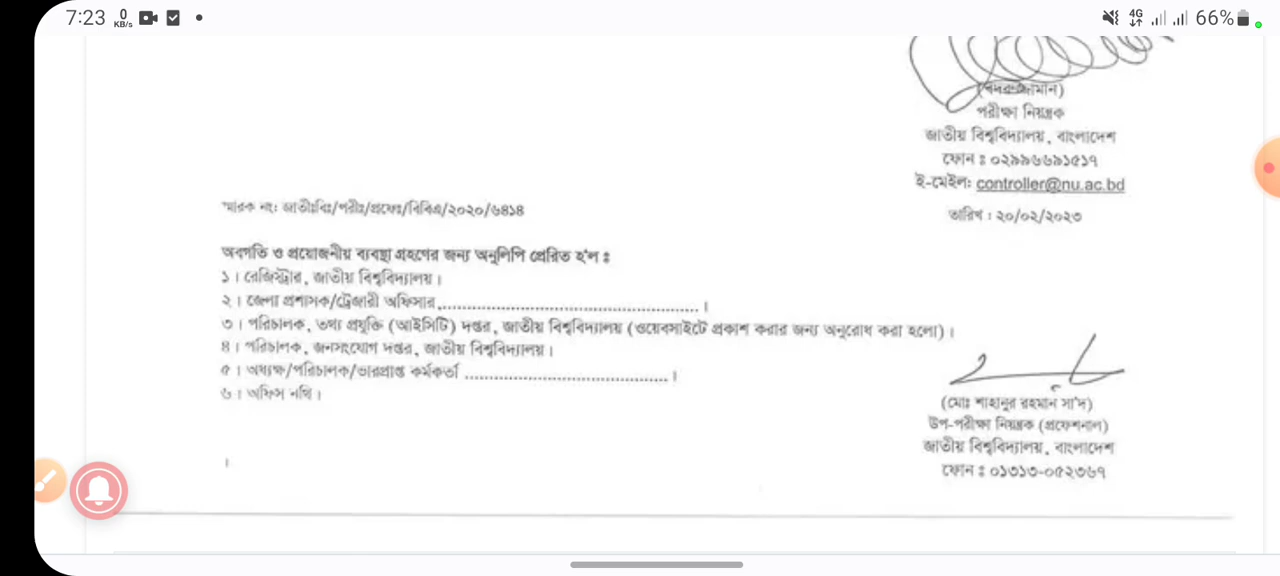 7:23 0 KB/s 4G 66%
(বদরুজ্জামান)
পরীক্ষা নিয়ন্ত্রক
জাতীয় বিশ্ববিদ্যালয়, বাংলাদেশ
ফোন ঃ ০২৯৯৬৬৯১৫১৭
ই-মেইল: controller@nu.ac.bd
স্মারক নং: জাতীঃবিঃ/পরীঃ/প্রফেঃ/বিবিএ/২০২০/৬৪১৪
তারিখ : ২০/০২/২০২৩
অবগতি ও প্রয়োজনীয় ব্যবস্থা গ্রহণের জন্য অনুলিপি প্রেরিত হ'ল ঃ
১। রেজিস্ট্রার, জাতীয় বিশ্ববিদ্যালয়।
২। জেলা প্রশাসক/ট্রেজারী অফিসার,..................................................।
৩। পরিচালক, তথ্য প্রযুক্তি (আইসিটি) দপ্তর, জাতীয় বিশ্ববিদ্যালয় (ওয়েবসাইটে প্রকাশ করার জন্য অনুরোধ করা হলো)।
৪। পরিচালক, জনসংযোগ দপ্তর, জাতীয় বিশ্ববিদ্যালয়।
৫। অধ্যক্ষ/পরিচালক/ভারপ্রাপ্ত কর্মকর্তা ........................................।
৬। অফিস নথি।
(মোঃ শাহানুর রহমান সা'দ)
উপ-পরীক্ষা নিয়ন্ত্রক (প্রফেশনাল)
জাতীয় বিশ্ববিদ্যালয়, বাংলাদেশ
ফোন ঃ ০১৩১৩-০৫২৩৬৭
।